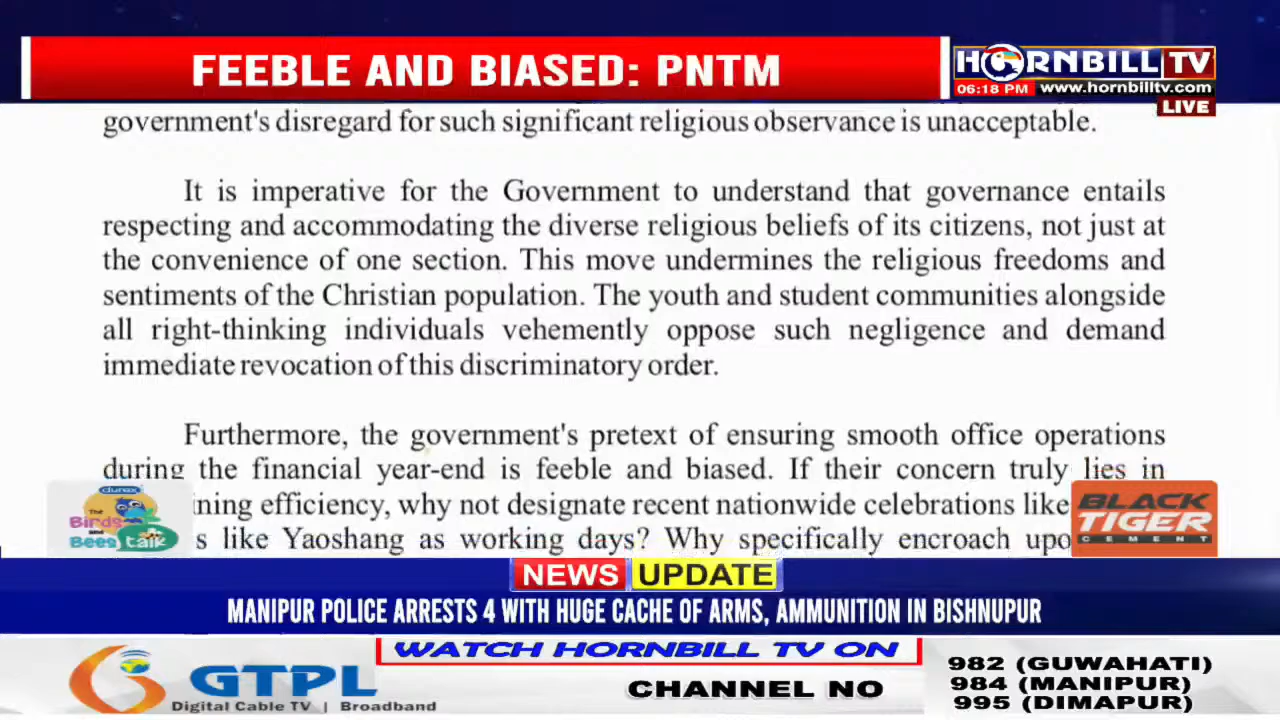 FEEBLE AND BIASED: PNTM
HORNBILL TV
06:18 PM www.hornbilltv.com
LIVE
government's disregard for such significant religious observance is unacceptable.
It is imperative for the Government to understand that governance entails
respecting and accommodating the diverse religious beliefs of its citizens, not just at
the convenience of one section. This move undermines the religious freedoms and
sentiments of the Christian population. The youth and student communities alongside
all right-thinking individuals vehemently oppose such negligence and demand
immediate revocation of this discriminatory order.
Furthermore, the government's pretext of ensuring smooth office operations
during the financial year-end is feeble and biased. If their concern truly lies in
ining efficiency, why not designate recent nationwide celebrations like
s like Yaoshang as working days? Why specifically encroach upo
durex
The
Birds
and
Bees talk
BLACK
TIGER
CEMENT
NEWS UPDATE
MANIPUR POLICE ARRESTS 4 WITH HUGE CACHE OF ARMS, AMMUNITION IN BISHNUPUR
GTPL
Digital Cable TV | Broadband
WATCH HORNBILL TV ON
CHANNEL NO
982 (GUWAHATI)
984 (MANIPUR)
995 (DIMAPUR)